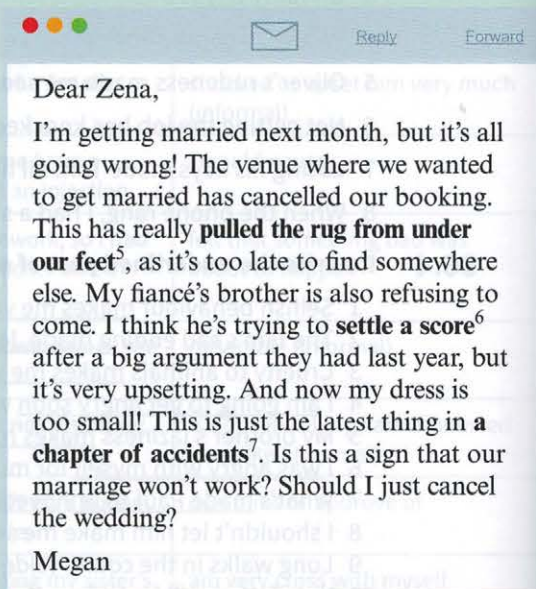 Reply Forward
Dear Zena,
I'm getting married next month, but it's all
going wrong! The venue where we wanted
to get married has cancelled our booking.
This has really pulled the rug from under
our feet⁵, as it's too late to find somewhere
else. My fiancé's brother is also refusing to
come. I think he's trying to settle a score⁶
after a big argument they had last year, but
it's very upsetting. And now my dress is
too small! This is just the latest thing in a
chapter of accidents⁷. Is this a sign that our
marriage won't work? Should I just cancel
the wedding?
Megan